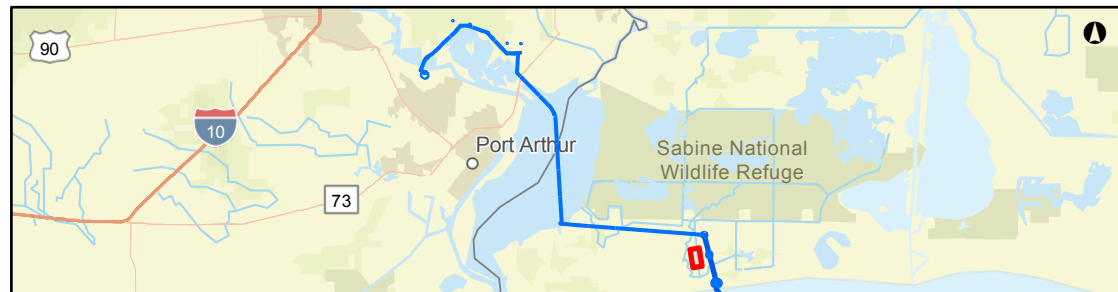 90
10
Port Arthur
Sabine National
Wildlife Refuge
73